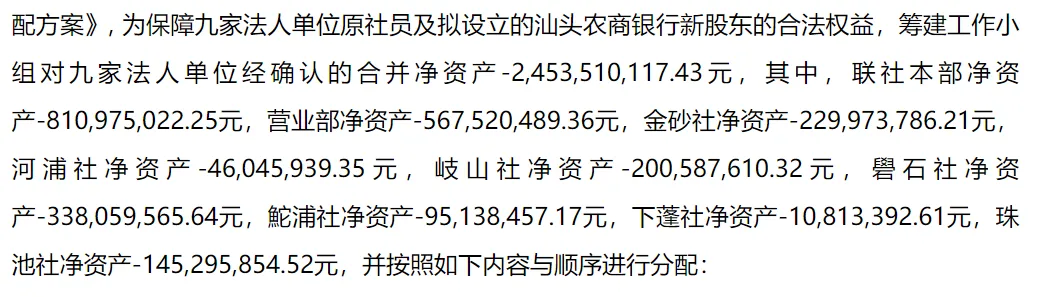 配方案》, 为保障九家法人单位原社员及拟设立的汕头农商银行新股东的合法权益，筹建工作小
组对九家法人单位经确认的合并净资产-2,453,510,117.43元，其中，联社本部净资
产-810,975,022.25元，营业部净资产-567,520,489.36元，金砂社净资产-229,973,786.21元，
河浦社净资产-46,045,939.35元，岐山社净资产-200,587,610.32元，礐石社净资
产-338,059,565.64元，鮀浦社净资产-95,138,457.17元，下蓬社净资产-10,813,392.61元，珠
池社净资产-145,295,854.52元，并按照如下内容与顺序进行分配：